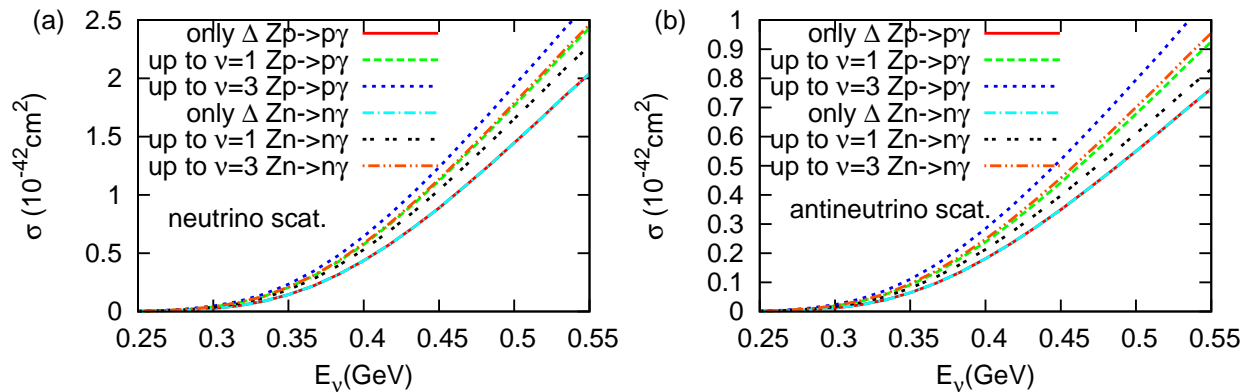 (a)
2.5
2
1.5
1
0.5
0
σ (10⁻⁴²cm²)
only Δ Zp->pγ
up to ν=1 Zp->pγ
up to ν=3 Zp->pγ
only Δ Zn->nγ
up to ν=1 Zn->nγ
up to ν=3 Zn->nγ
neutrino scat.
0.25 0.3 0.35 0.4 0.45 0.5 0.55
Eν(GeV)
(b)
1
0.9
0.8
0.7
0.6
0.5
0.4
0.3
0.2
0.1
0
σ (10⁻⁴²cm²)
only Δ Zp->pγ
up to ν=1 Zp->pγ
up to ν=3 Zp->pγ
only Δ Zn->nγ
up to ν=1 Zn->nγ
up to ν=3 Zn->nγ
antineutrino scat.
0.25 0.3 0.35 0.4 0.45 0.5 0.55
Eν(GeV)